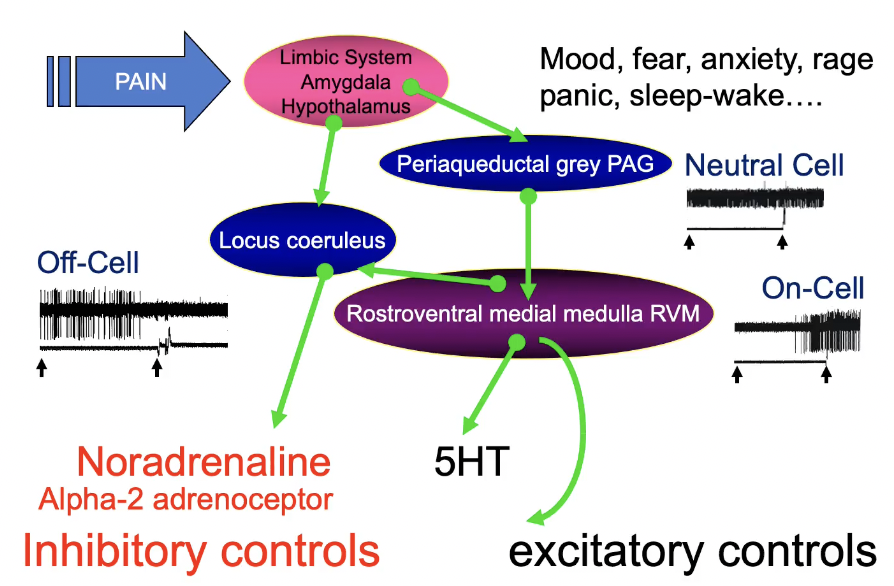 PAIN
Limbic System
Amygdala
Hypothalamus
Mood, fear, anxiety, rage
panic, sleep-wake....
Periaqueductal grey PAG
Neutral Cell
Locus coeruleus
Off-Cell
On-Cell
Rostroventral medial medulla RVM
Noradrenaline
Alpha-2 adrenoceptor
Inhibitory controls
5HT
excitatory controls